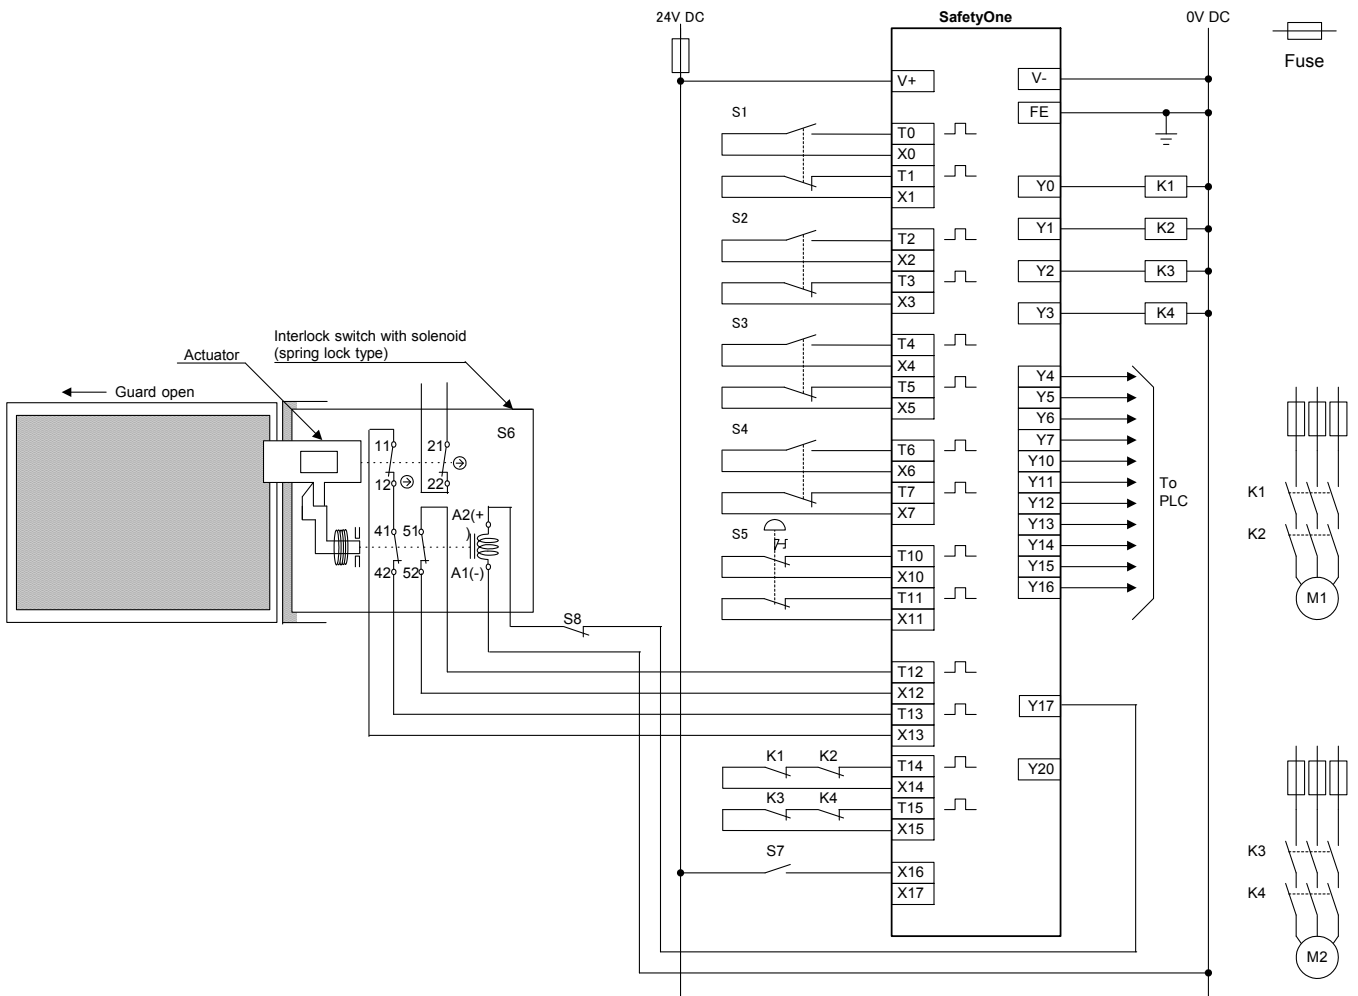 24V DC
SafetyOne
0V DC
Fuse
V+
V-
FE
S1
T0
X0
T1
X1
Y0
K1
S2
T2
X2
T3
X3
Y1
K2
Y2
K3
Y3
K4
S3
T4
X4
T5
X5
Interlock switch with solenoid
(spring lock type)
Actuator
Guard open
S6
11
21
12
22
41
51
A2(+
)
42
52
A1(-)
S4
T6
X6
T7
X7
Y4
Y5
Y6
Y7
Y10
Y11
Y12
Y13
Y14
Y15
Y16
To
PLC
K1
K2
M1
S5
T10
X10
T11
X11
S8
T12
X12
T13
X13
Y17
K1
K2
T14
X14
K3
K4
T15
X15
Y20
S7
X16
X17
K3
K4
M2